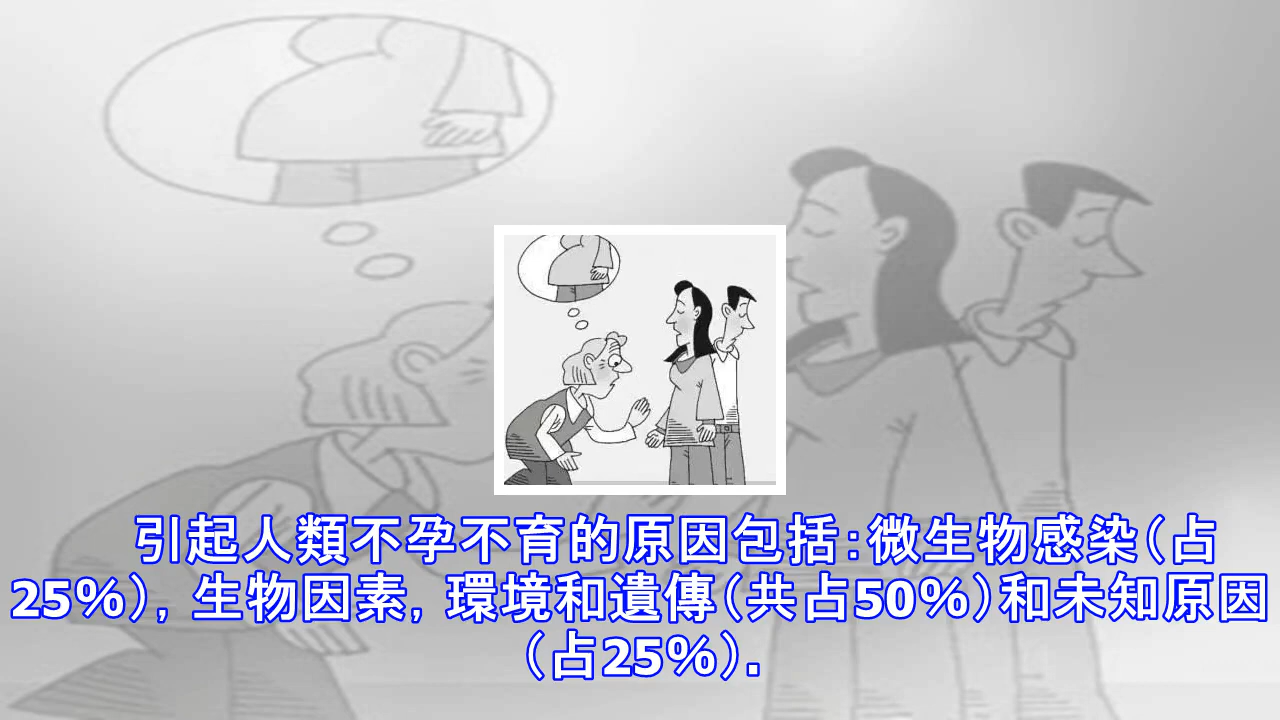 引起人類不孕不育的原因包括:微生物感染(占
25%), 生物因素, 環境和遺傳(共占50%)和未知原因
(占25%).